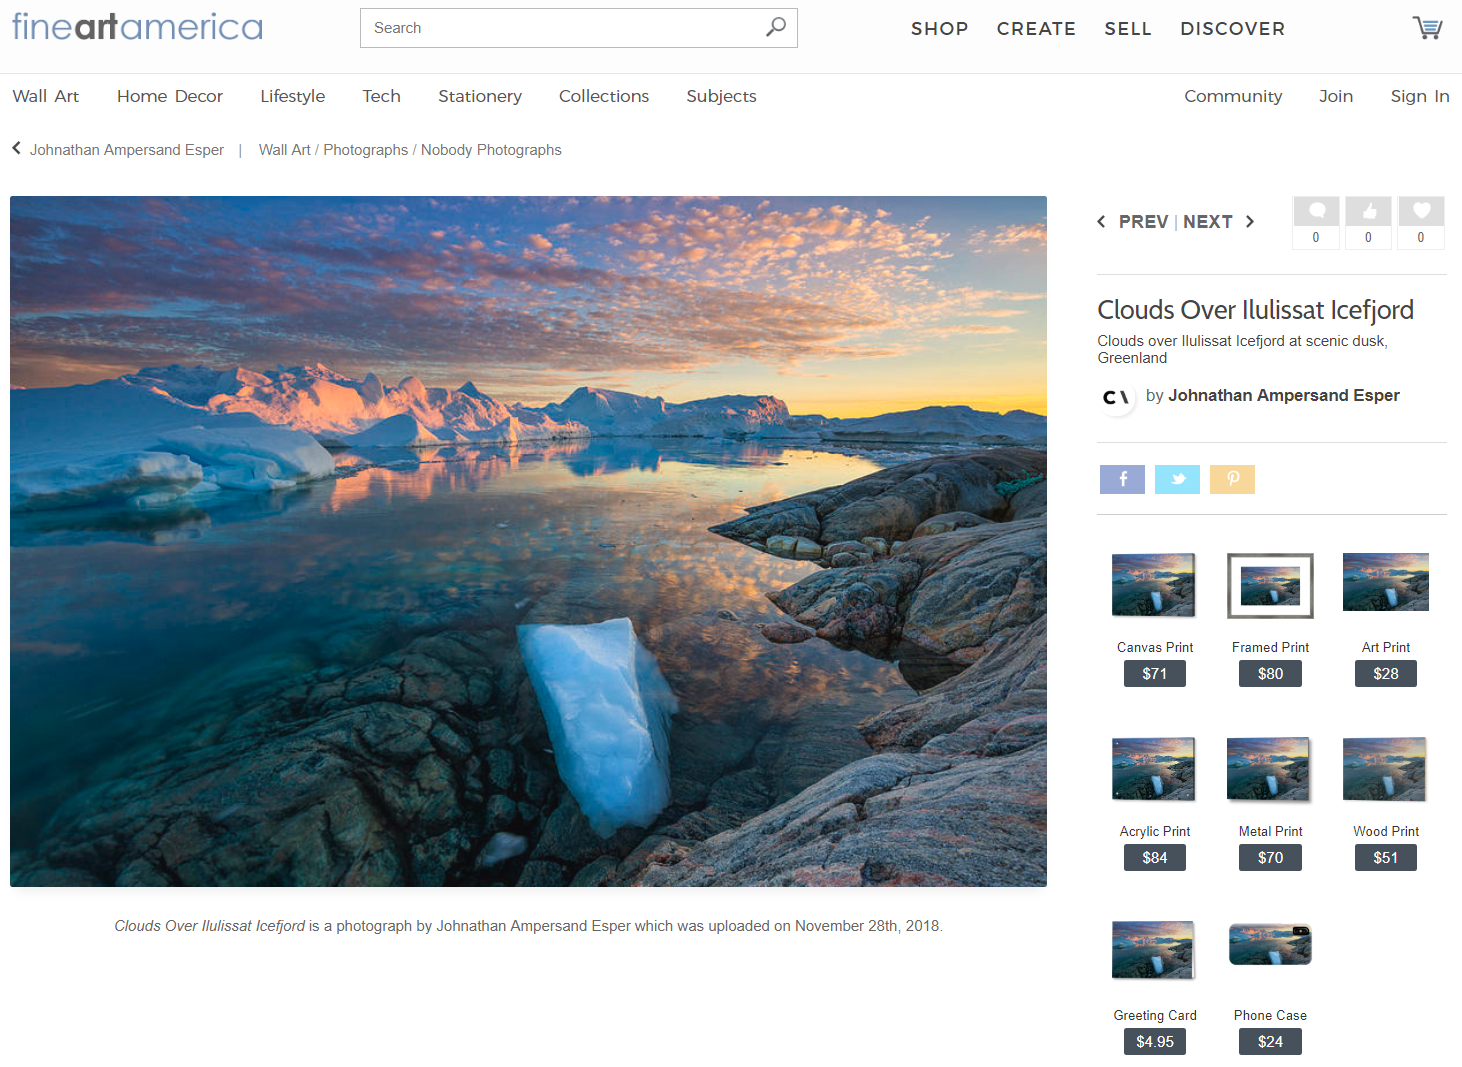 fineartamerica
Search
SHOP CREATE SELL DISCOVER
Wall Art Home Decor Lifestyle Tech Stationery Collections Subjects
Community Join Sign In
Johnathan Ampersand Esper | Wall Art / Photographs / Nobody Photographs
PREV | NEXT
0 0 0
Clouds Over Ilulissat Icefjord
Clouds over Ilulissat Icefjord at scenic dusk,
Greenland
by Johnathan Ampersand Esper
Canvas Print Framed Print Art Print
$71 $80 $28
Acrylic Print Metal Print Wood Print
$84 $70 $51
Greeting Card Phone Case
$4.95 $24
Clouds Over Ilulissat Icefjord is a photograph by Johnathan Ampersand Esper which was uploaded on November 28th, 2018.